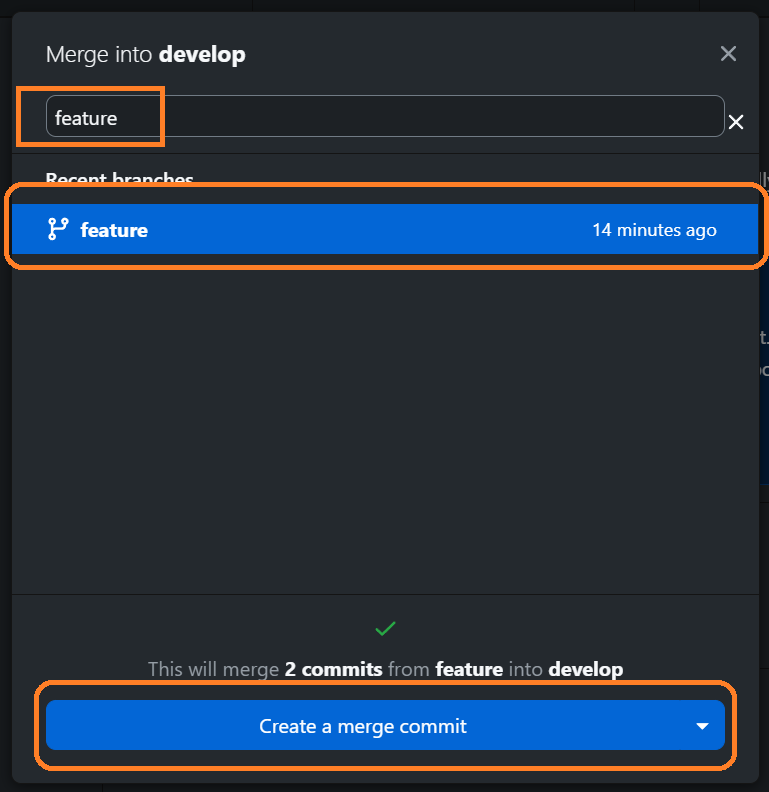 Merge into develop
feature
Recent branches
feature 14 minutes ago
This will merge 2 commits from feature into develop
Create a merge commit